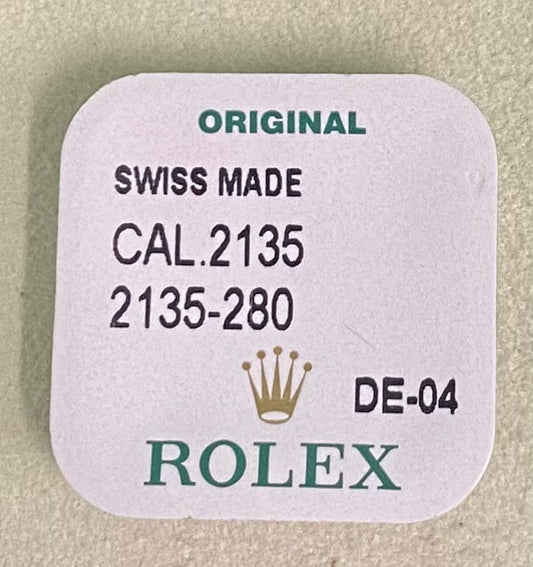 ORIGINAL
SWISS MADE
CAL.2135
2135-280
DE-04
ROLEX